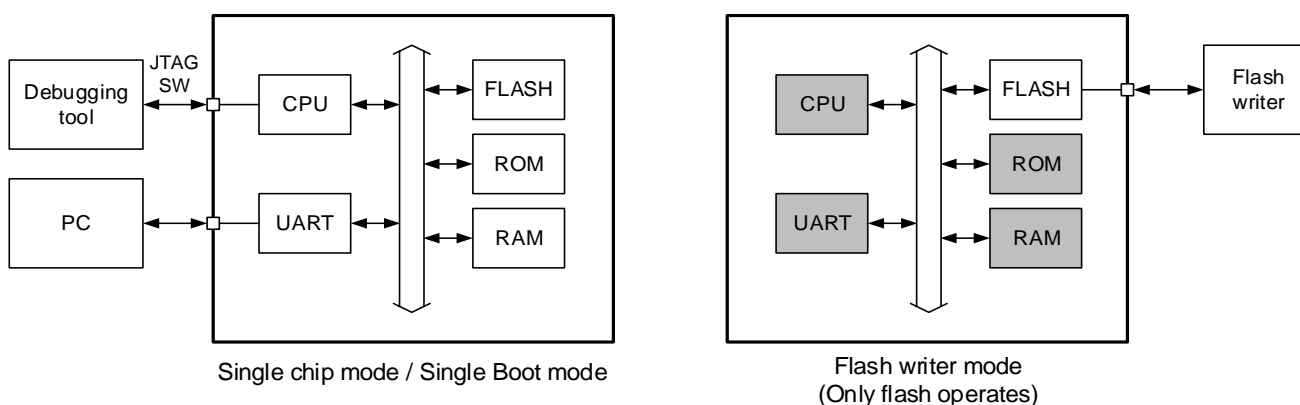 JTAG
SW
Debugging
tool
CPU
FLASH
ROM
PC
UART
RAM
Single chip mode / Single Boot mode
CPU
FLASH
Flash
writer
ROM
UART
RAM
Flash writer mode
(Only flash operates)